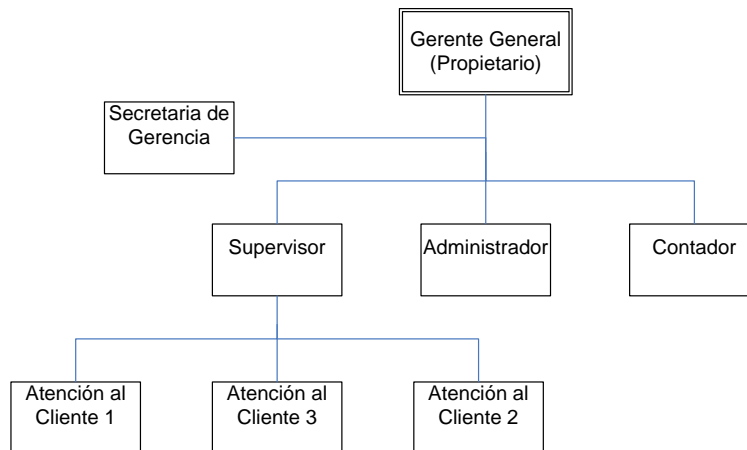 Gerente General
(Propietario)
Secretaria de
Gerencia
Supervisor
Administrador
Contador
Atención al
Cliente 1
Atención al
Cliente 3
Atención al
Cliente 2